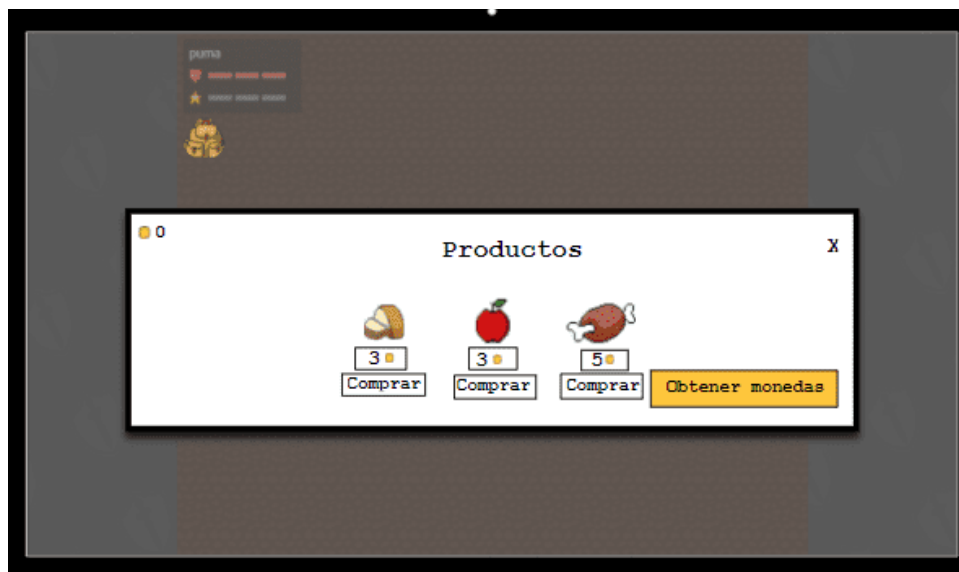 puma
0
Productos
X
3 3 5
Comprar Comprar Comprar
Obtener monedas